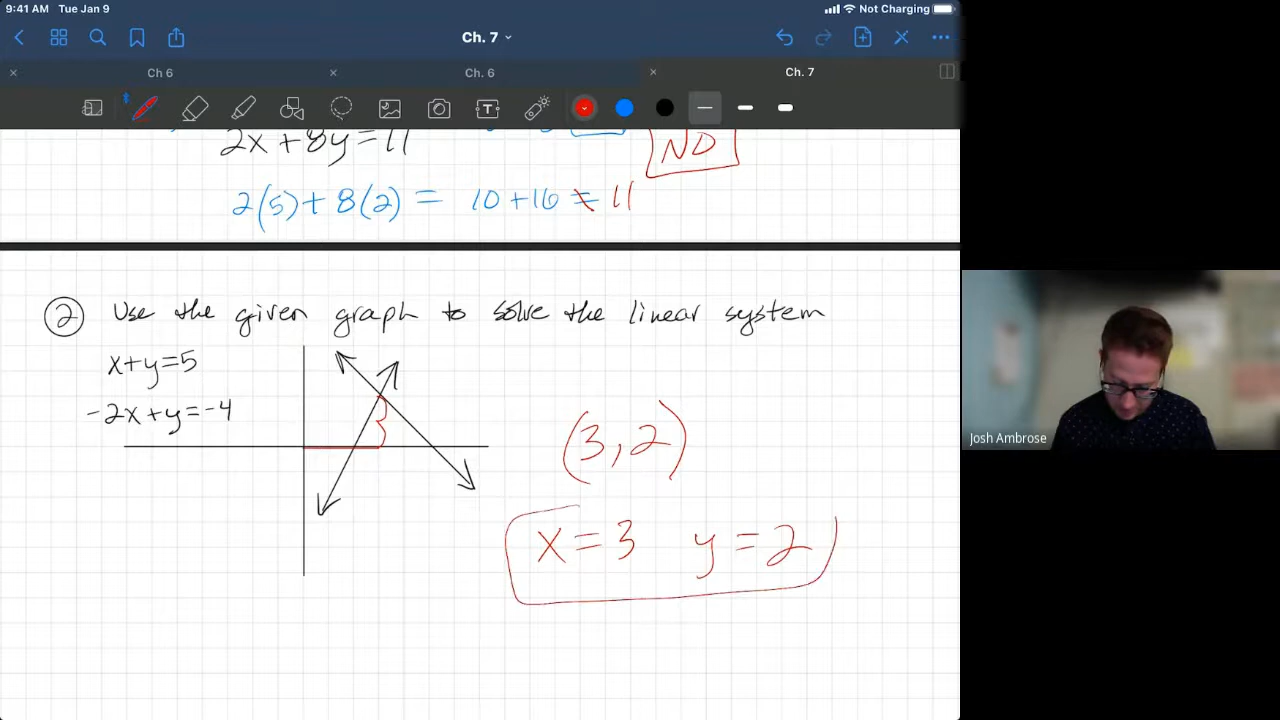 9:41 AM Tue Jan 9
Not Charging
Ch. 7
Ch 6
Ch. 6
Ch. 7
T
2x + 8y = 11
NO
2(5) + 8(2) = 10 + 16 = 11
2 Use the given graph to solve the linear system
x + y = 5
-2x + y = -4
(3, 2)
x = 3 y = 2
Josh Ambrose